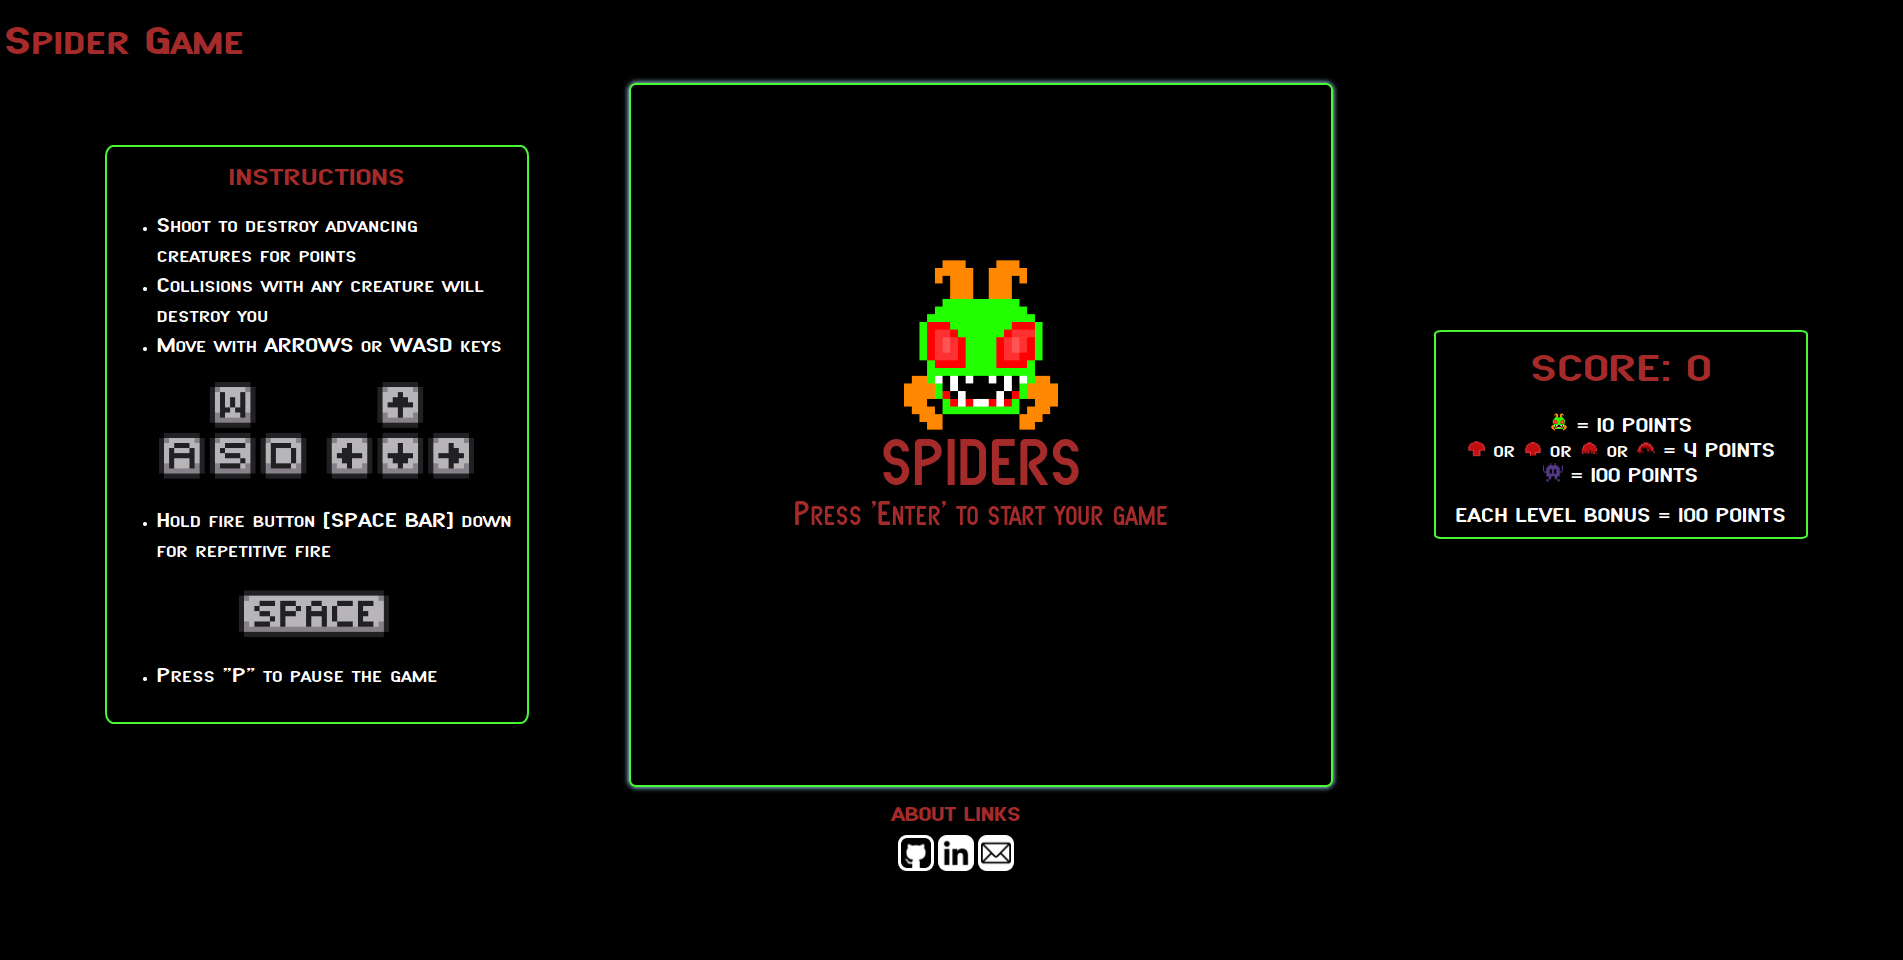 Spider Game
INSTRUCTIONS
Shoot to destroy advancing
creatures for points
Collisions with any creature will
destroy you
Move with ARROWS or WASD keys
W
A S D
Hold fire button [SPACE BAR] down
for repetitive fire
SPACE
Press "P" to pause the game
SPIDERS
Press 'Enter' to start your game
ABOUT LINKS
in
SCORE: 0
= 10 POINTS
OR OR OR = 4 POINTS
= 100 POINTS
EACH LEVEL BONUS = 100 POINTS